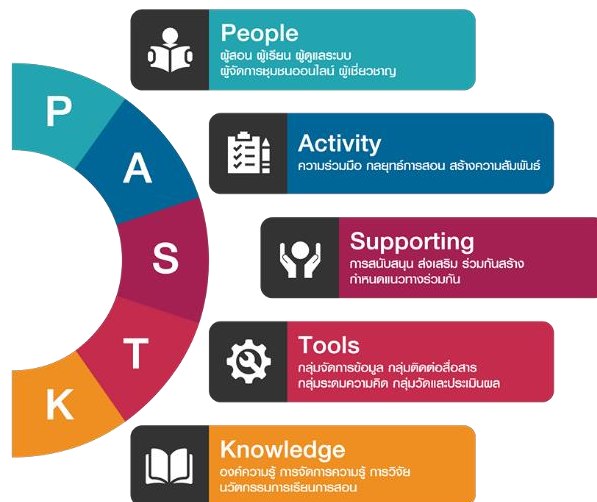 P
People
ผู้สอน ผู้เรียน ผู้ดูแลระบบ
ผู้จัดการชุมชนออนไลน์ ผู้เชี่ยวชาญ
A
Activity
ความร่วมมือ กลยุทธ์การสอน สร้างความสัมพันธ์
S
Supporting
การสนับสนุน ส่งเสริม ร่วมกันสร้าง
กำหนดแนวทางร่วมกัน
T
Tools
กลุ่มจัดการข้อมูล กลุ่มติดต่อสื่อสาร
กลุ่มระดมความคิด กลุ่มวัดและประเมินผล
K
Knowledge
องค์ความรู้ การจัดการความรู้ การวิจัย
นวัตกรรมการเรียนการสอน